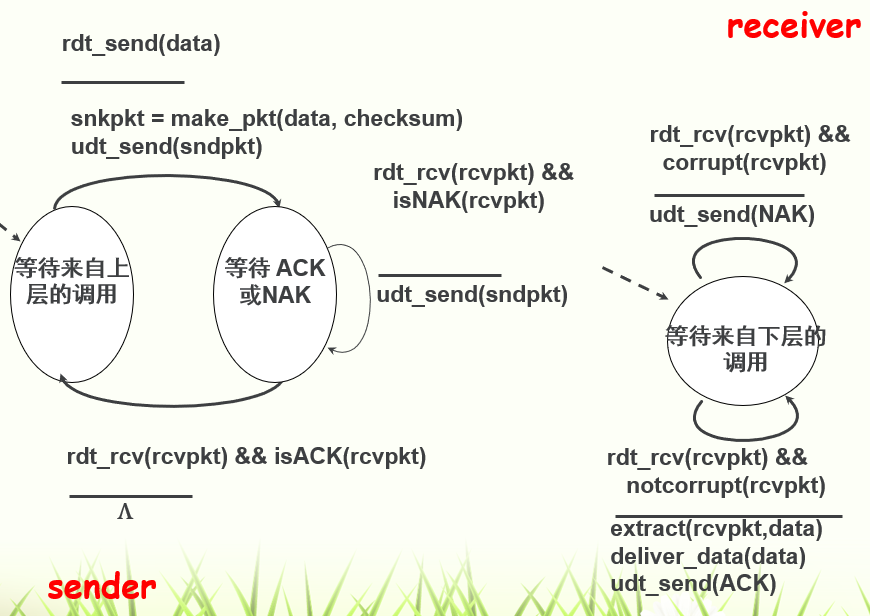 receiver
rdt_send(data)
snkpkt = make_pkt(data, checksum)
udt_send(sndpkt)
rdt_rcv(rcvpkt) &&
isNAK(rcvpkt)
udt_send(sndpkt)
等待来自上
层的调用
等待 ACK
或NAK
rdt_rcv(rcvpkt) && isACK(rcvpkt)
Λ
sender
rdt_rcv(rcvpkt) &&
corrupt(rcvpkt)
udt_send(NAK)
等待来自下层的
调用
rdt_rcv(rcvpkt) &&
notcorrupt(rcvpkt)
extract(rcvpkt,data)
deliver_data(data)
udt_send(ACK)